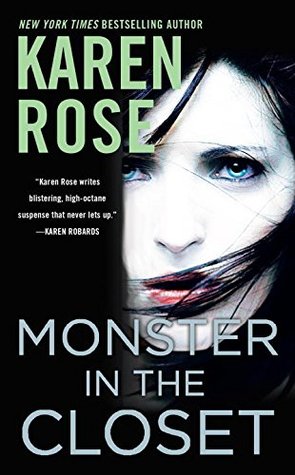 NEW YORK TIMES BESTSELLING AUTHOR
KAREN
ROSE
“Karen Rose writes
blistering, high-octane
suspense that never lets up.”
—KAREN ROBARDS
MONSTER
IN THE
CLOSET